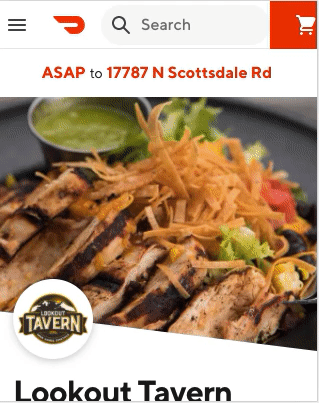 Search
ASAP to 17787 N Scottsdale Rd
LOOKOUT
TAVERN
Lookout Tavern